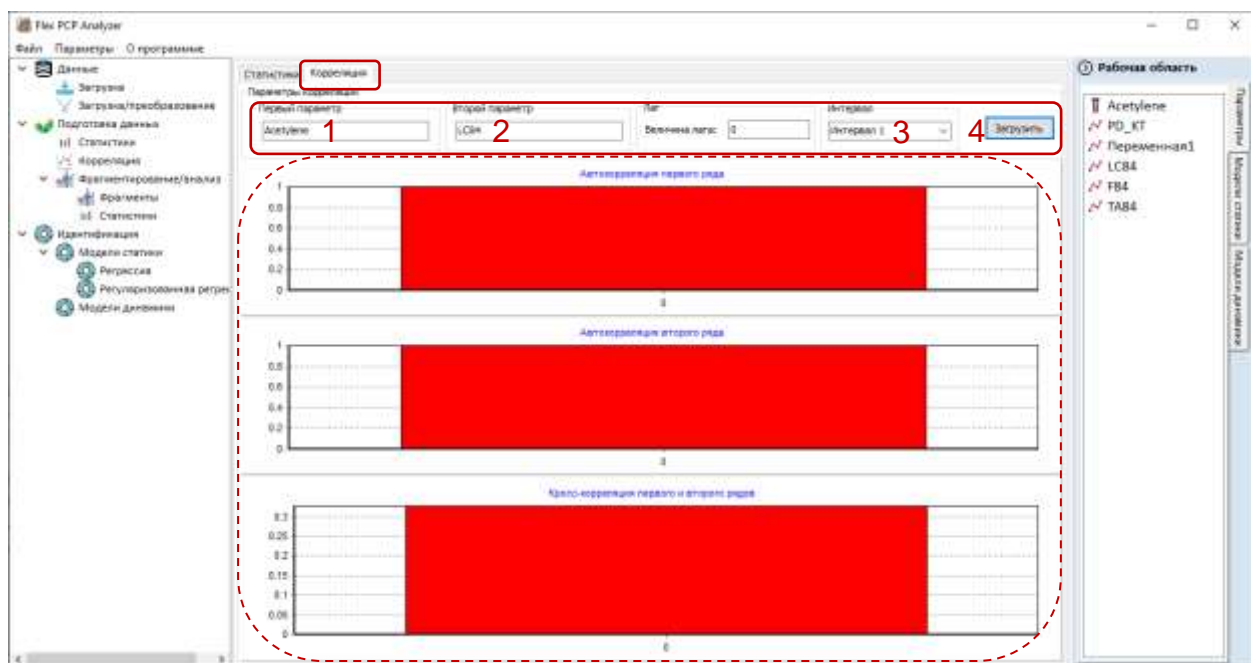 Flex PCP Analyzer
Файл Параметры О программе
Данные
Загрузка
Загрузка/преобразование
Подготовка данных
Статистики
Корреляция
Фрагментирование/анализ
Фрагменты
Статистики
Идентификация
Модели статики
Регрессия
Регуляризованная регрес
Модели динамики
Статистики Корреляция
Параметры корреляции
Первый параметр Второй параметр Лаг Интервал
Acetylene 1 LC84 2 Величина лага: 0 3 4 Загрузить
Автокорреляция первого ряда
1
0.8
0.6
0.4
0.2
0
0
Автокорреляция второго ряда
1
0.8
0.6
0.4
0.2
0
0
Кросс-корреляция первого и второго рядов
0.3
0.25
0.2
0.15
0.1
0.05
0
0
Рабочая область
Acetylene
PD_KT
Переменная1
LC84
F84
TA84
Параметры
Модели статики
Модели динамики